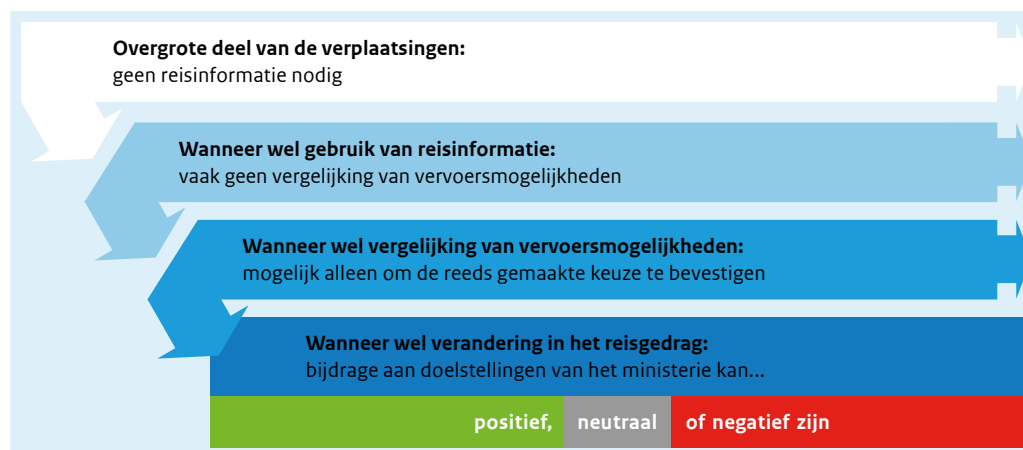 Overgrote deel van de verplaatsingen:
geen reisinformatie nodig
Wanneer wel gebruik van reisinformatie:
vaak geen vergelijking van vervoersmogelijkheden
Wanneer wel vergelijking van vervoersmogelijkheden:
mogelijk alleen om de reeds gemaakte keuze te bevestigen
Wanneer wel verandering in het reisgedrag:
bijdrage aan doelstellingen van het ministerie kan...
positief, neutraal of negatief zijn